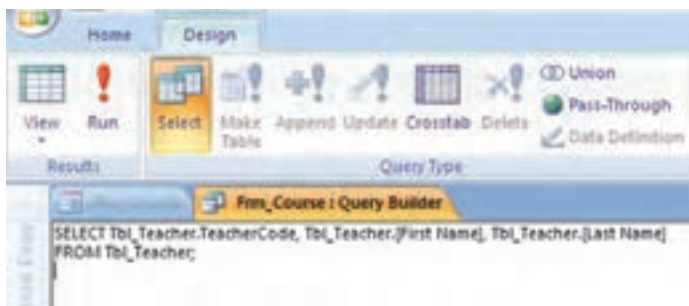 Home Design
View Run Select Make Table Append Update Crosstab Delete Union
Pass-Through
Data Definition
Results Query Type
Frm_Course : Query Builder
SELECT Tbl_Teacher.TeacherCode, Tbl_Teacher.[First Name], Tbl_Teacher.[Last Name]
FROM Tbl_Teacher;